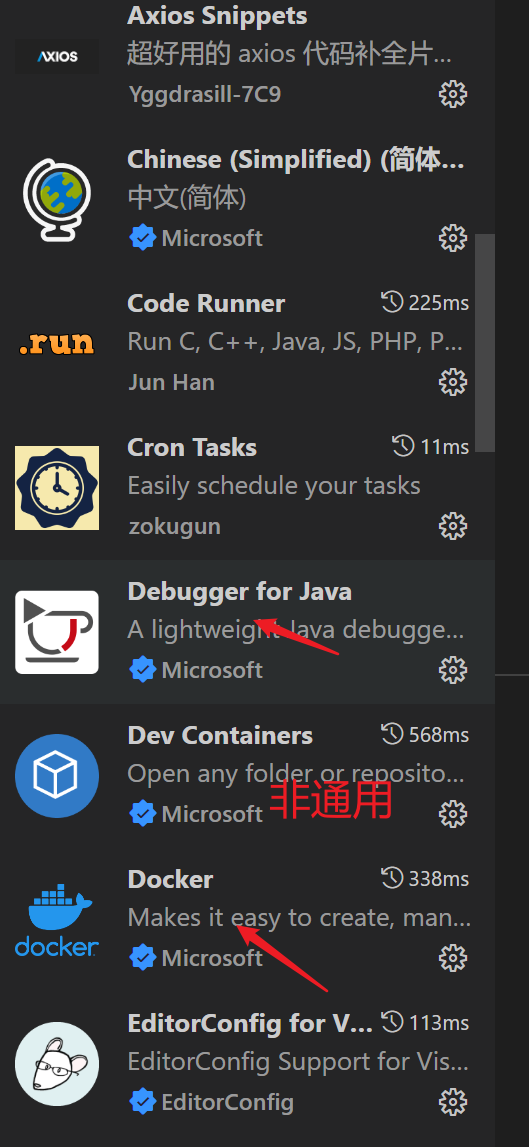 Axios Snippets
AXIOS
超好用的 axios 代码补全片...
Yggdrasill-7C9
Chinese (Simplified) (简体...
中文(简体)
Microsoft
Code Runner 225ms
.run
Run C, C++, Java, JS, PHP, P...
Jun Han
Cron Tasks 11ms
Easily schedule your tasks
zokugun
Debugger for Java
A lightweight Java debugge...
Microsoft
Dev Containers 568ms
Open any folder or reposito...
Microsoft
非通用
Docker 338ms
Makes it easy to create, man...
docker
Microsoft
EditorConfig for V... 113ms
EditorConfig Support for Vis...
EditorConfig